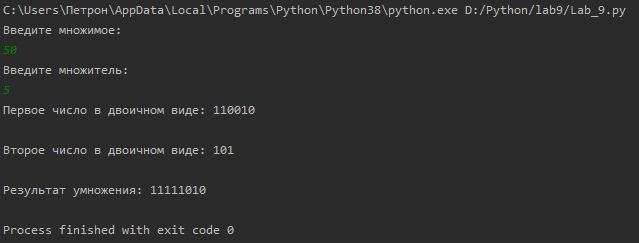 C:\Users\Петрон\AppData\Local\Programs\Python\Python38\python.exe D:/Python/lab9/Lab_9.py
Введите множимое:
50
Введите множитель:
5
Первое число в двоичном виде: 110010
Второе число в двоичном виде: 101
Результат умножения: 11111010
Process finished with exit code 0